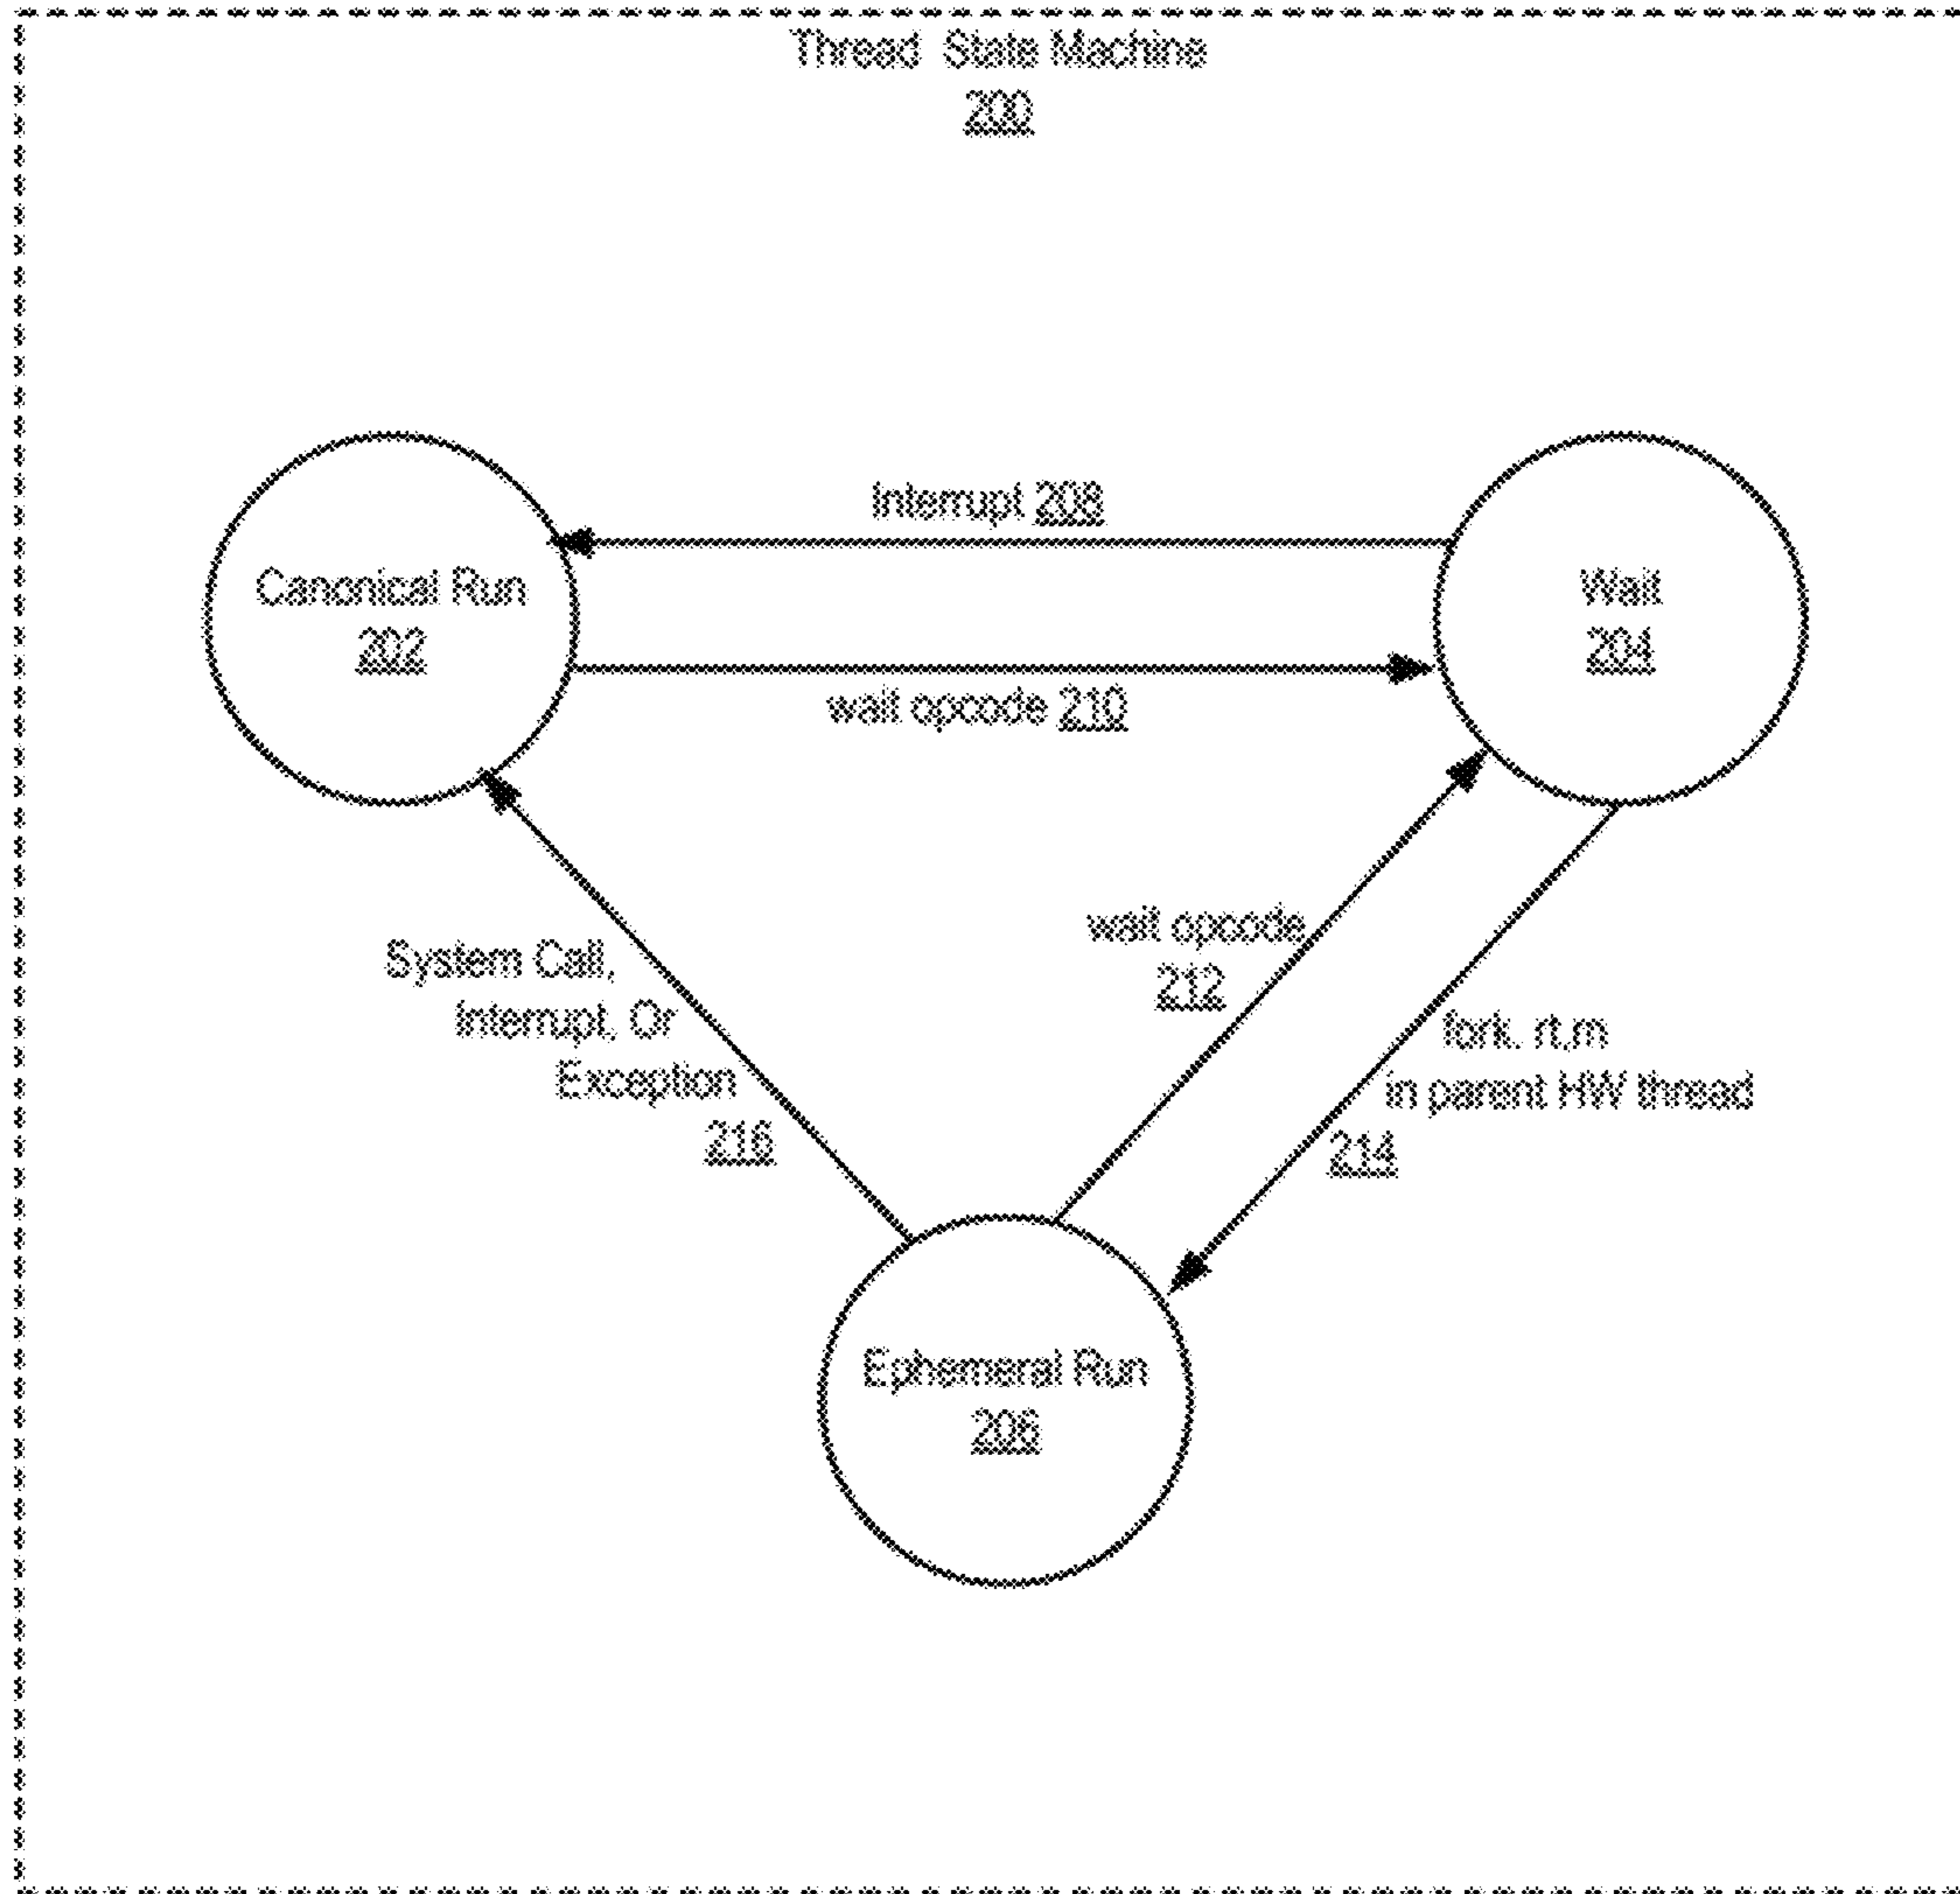 Thread State Machine
200
Interrupt 208
Canonical Run
202
Wait
204
wait opcode 210
wait opcode
212
System Call,
Interrupt, Or
Exception
216
fork. rt.m
in parent HW thread
214
Ephemeral Run
206